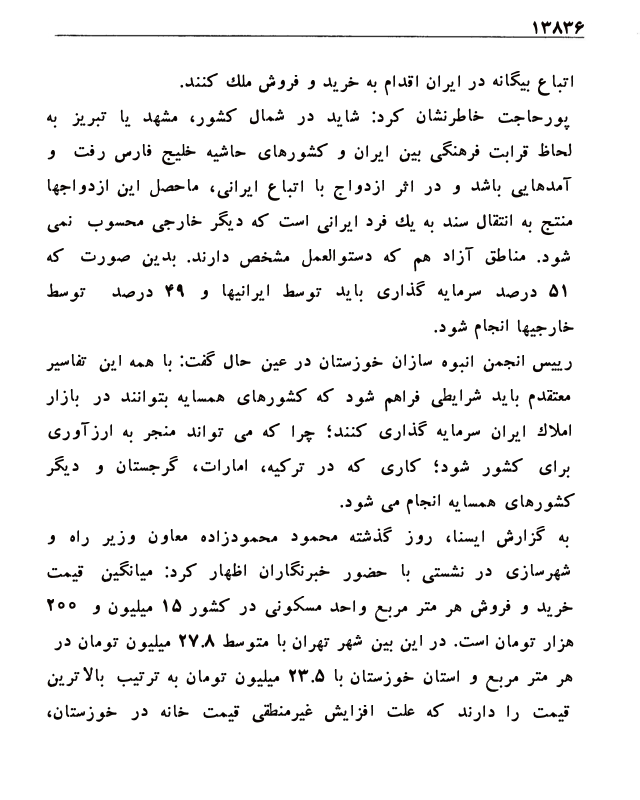 ۱۳۸۳۶
اتباع بیگانه در ایران اقدام به خرید و فروش ملك کنند.
پورحاجت خاطرنشان کرد: شاید در شمال کشور، مشهد یا تبریز به
لحاظ قرابت فرهنگی بین ایران و کشورهای حاشیه خلیج فارس رفت و
آمدهایی باشد و در اثر ازدواج با اتباع ایرانی، ماحصل این ازدواجها
منتج به انتقال سند به یك فرد ایرانی است که دیگر خارجی محسوب نمی
شود. مناطق آزاد هم که دستوالعمل مشخص دارند. بدین صورت که
۵۱ درصد سرمایه گذاری باید توسط ایرانیها و ۴۹ درصد توسط
خارجیها انجام شود.
رییس انجمن انبوه سازان خوزستان در عین حال گفت: با همه این تفاسیر
معتقدم باید شرایطی فراهم شود که کشورهای همسایه بتوانند در بازار
املاك ایران سرمایه گذاری کنند؛ چرا که می تواند منجر به ارزآوری
برای کشور شود؛ کاری که در ترکیه، امارات، گرجستان و دیگر
کشورهای همسایه انجام می شود.
به گزارش ایسنا، روز گذشته محمود محمودزاده معاون وزیر راه و
شهرسازی در نشستی با حضور خبرنگاران اظهار کرد: میانگین قیمت
خرید و فروش هر متر مربع واحد مسکونی در کشور ۱۵ میلیون و ۲۰۰
هزار تومان است. در این بین شهر تهران با متوسط ۲۷.۸ میلیون تومان در
هر متر مربع و استان خوزستان با ۲۳.۵ میلیون تومان به ترتیب بالاترین
قیمت را دارند که علت افزایش غیرمنطقی قیمت خانه در خوزستان،